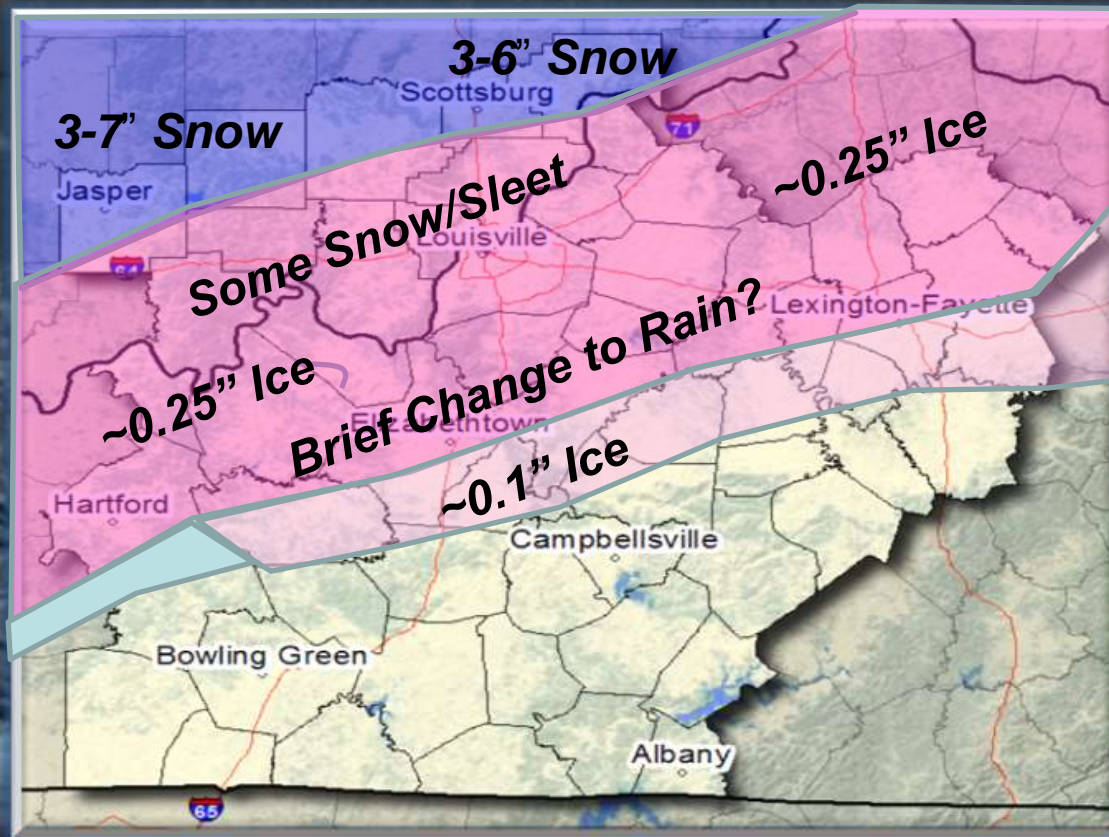 3-6” Snow
Scottsburg
3-7” Snow
71
~0.25” Ice
Jasper
Some Snow/Sleet
Louisville
64
Brief Change to Rain?
Lexington-Fayette
~0.25” Ice
Elizabethtown
~0.1” Ice
Hartford
Campbellsville
Bowling Green
Albany
65